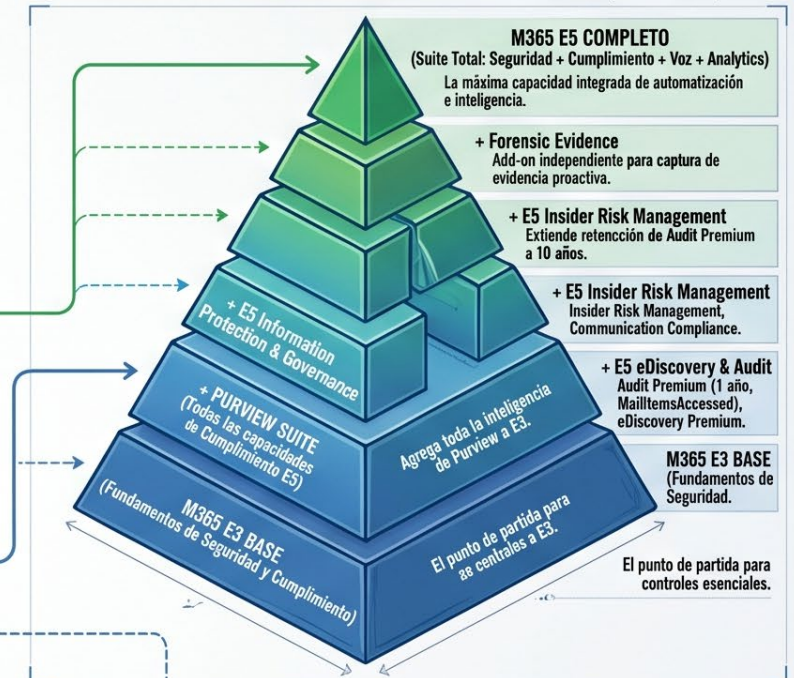 M365 E5 COMPLETO
(Suite Total: Seguridad + Cumplimiento + Voz + Analytics)
La máxima capacidad integrada de automatización
e inteligencia.
+ Forensic Evidence
Add-on independiente para captura de
evidencia proactiva.
+ E5 Insider Risk Management
Extiende retencción de Audit Premium
a 10 años.
+ E5 Insider Risk Management
Insider Risk Management,
Communication Compliance.
+ E5 eDiscovery & Audit
Audit Premium (1 año,
MailItemsAccessed),
eDiscovery Premium.
M365 E3 BASE
(Fundamentos de
Seguridad.
El punto de partida para
controles esenciales.
+ E5 Information
Protection & Governance
+ PURVIEW SUITE
(Todas las capacidades
de Cumplimiento E5)
Agrega toda la inteligencia
de Purview a E3.
M365 E3 BASE
(Fundamentos de Seguridad y Cumplimiento)
El punto de partida para
centrales a E3.